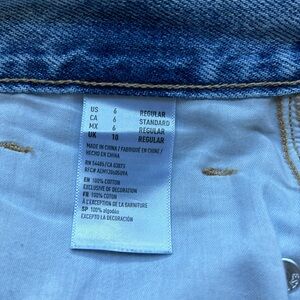 US 6 REGULAR
CA 6 STANDARD
MX 6 REGULAR
UK 10 REGULAR
MADE IN CHINA / FABRIQUÉ EN CHINE /
HECHO EN CHINA
EN 100% COTTON
EXCLUSIVE OF DECORATION
FR 100% COTON
À L'EXCEPTION DE LA GARNITURE
SP 100% algodón
EXCEPTO LA DECORACIÓN